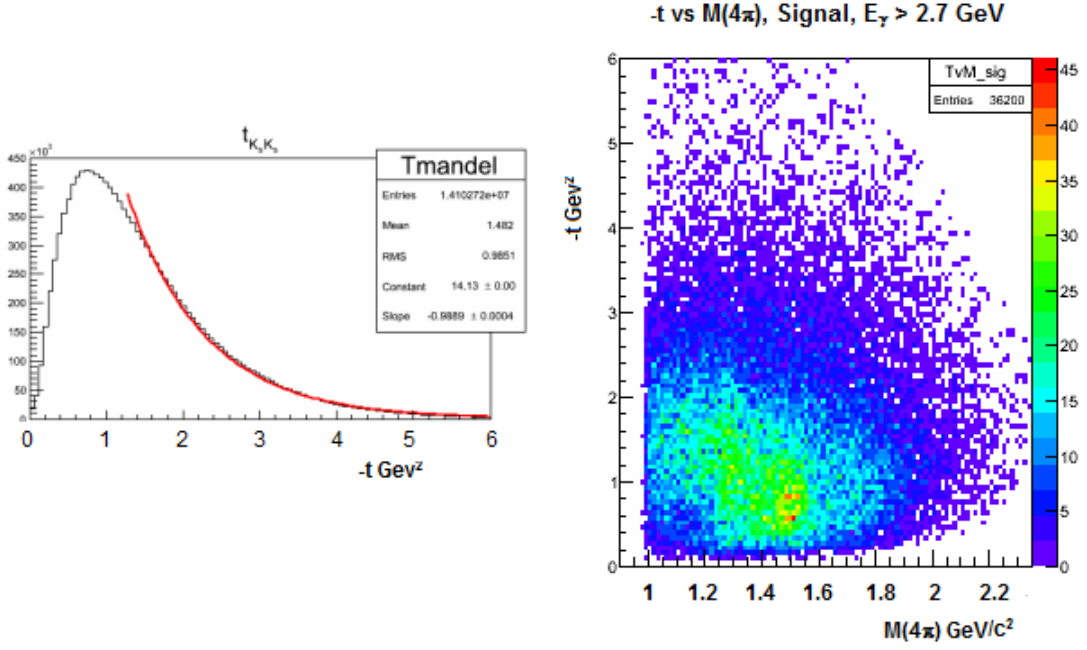 t_{K_sK_s}
×10³
450
400
350
300
250
200
150
100
50
0
0 1 2 3 4 5 6
-t Gev²
Tmandel
Entries 1.410272e+07
Mean 1.482
RMS 0.9851
Constant 14.13 ± 0.00
Slope -0.9889 ± 0.0004
-t vs M(4π), Signal, Eγ > 2.7 GeV
-t GeV²
6
5
4
3
2
1
0
TvM_sig
Entries 36200
45
40
35
30
25
20
15
10
5
0
1 1.2 1.4 1.6 1.8 2 2.2
M(4π) GeV/c²